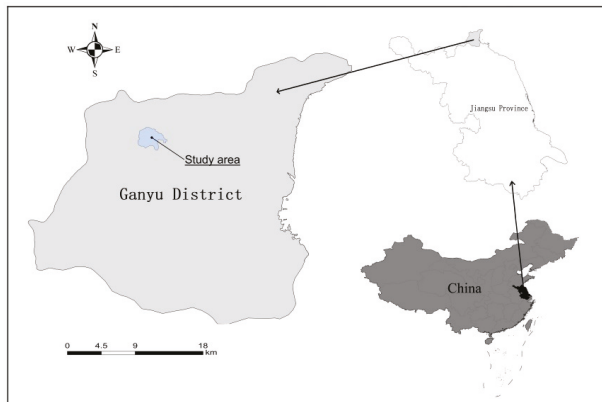 N
W E
S
Jiangsu Province
Study area
Ganyu District
China
0 4.5 9 18
km